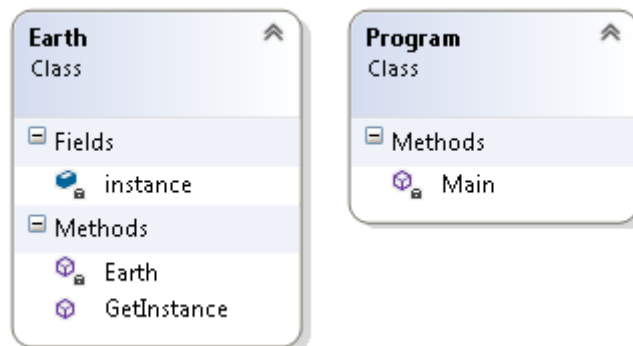 Earth
Class
Fields
instance
Methods
Earth
GetInstance
Program
Class
Methods
Main